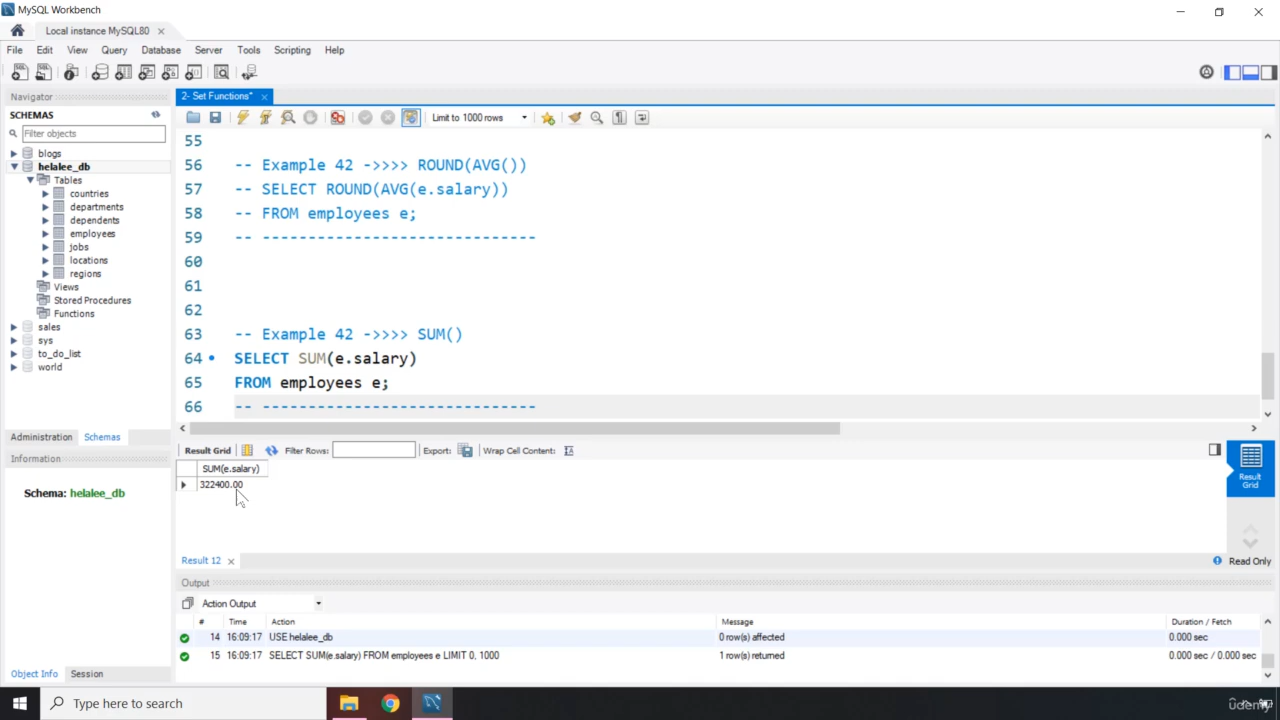 MySQL Workbench
Local instance MySQL80
File Edit View Query Database Server Tools Scripting Help
Navigator
SCHEMAS
Filter objects
blogs
helalee_db
Tables
countries
departments
dependents
employees
jobs
locations
regions
Views
Stored Procedures
Functions
sales
sys
to_do_list
world
Administration Schemas
Information
Schema: helalee_db
Object Info Session
2- Set Functions*
Limit to 1000 rows
55
56 -- Example 42 ->>>> ROUND(AVG())
57 -- SELECT ROUND(AVG(e.salary))
58 -- FROM employees e;
59 -- ------------------------------
60
61
62
63 -- Example 42 ->>>> SUM()
64 SELECT SUM(e.salary)
65 FROM employees e;
66 -- ------------------------------
Result Grid Filter Rows: Export: Wrap Cell Content:
SUM(e.salary)
322400.00
Result Grid
Result 12
Read Only
Output
Action Output
# Time Action Message Duration / Fetch
14 16:09:17 USE helalee_db 0 row(s) affected 0.000 sec
15 16:09:17 SELECT SUM(e.salary) FROM employees e LIMIT 0, 1000 1 row(s) returned 0.000 sec / 0.000 sec
Type here to search
udemy